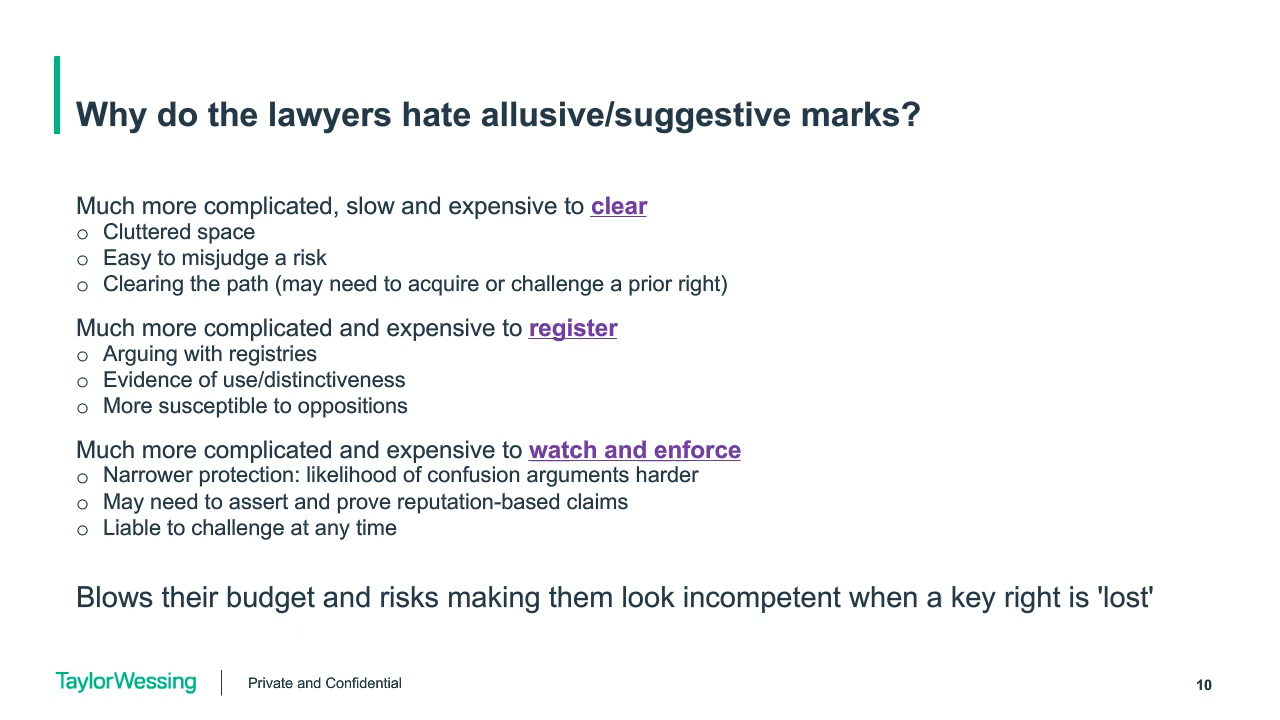 Why do the lawyers hate allusive/suggestive marks?
Much more complicated, slow and expensive to clear
o Cluttered space
o Easy to misjudge a risk
o Clearing the path (may need to acquire or challenge a prior right)
Much more complicated and expensive to register
o Arguing with registries
o Evidence of use/distinctiveness
o More susceptible to oppositions
Much more complicated and expensive to watch and enforce
o Narrower protection: likelihood of confusion arguments harder
o May need to assert and prove reputation-based claims
o Liable to challenge at any time
Blows their budget and risks making them look incompetent when a key right is 'lost'
TaylorWessing | Private and Confidential 10